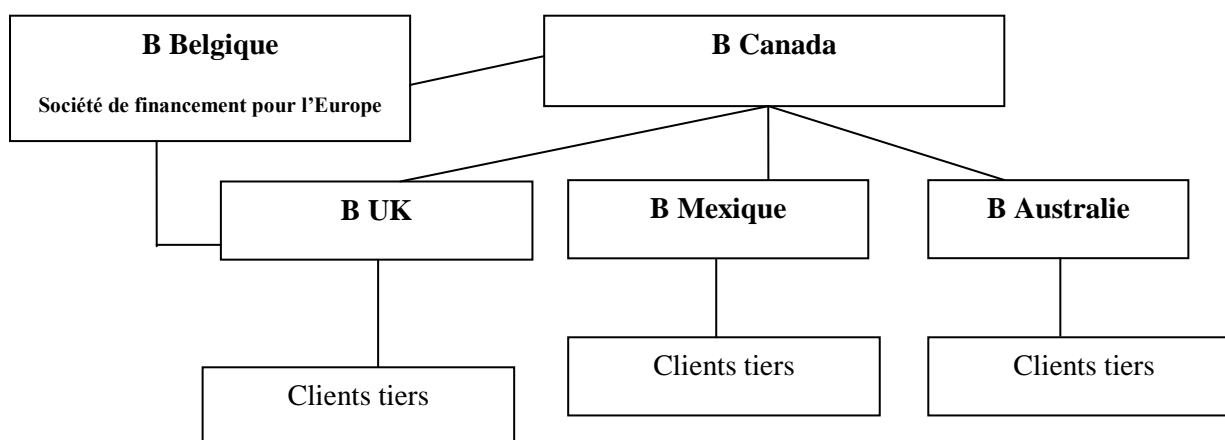 B Belgique
Société de financement pour l’Europe
B Canada
B UK
B Mexique
B Australie
Clients tiers
Clients tiers
Clients tiers